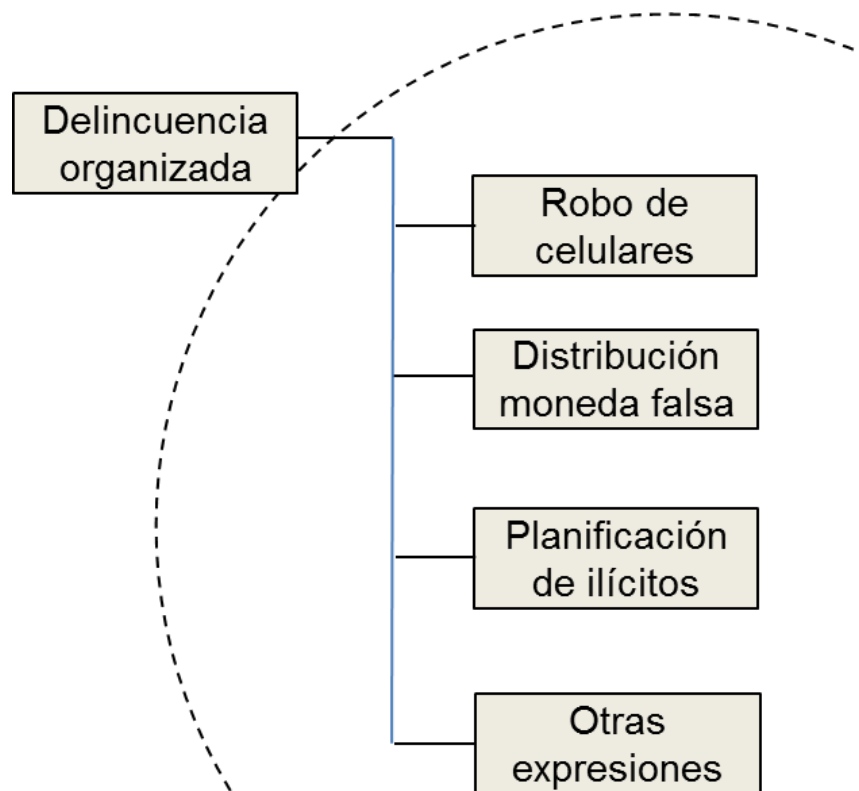 Delincuencia
organizada
Robo de
celulares
Distribución
moneda falsa
Planificación
de ilícitos
Otras
expresiones